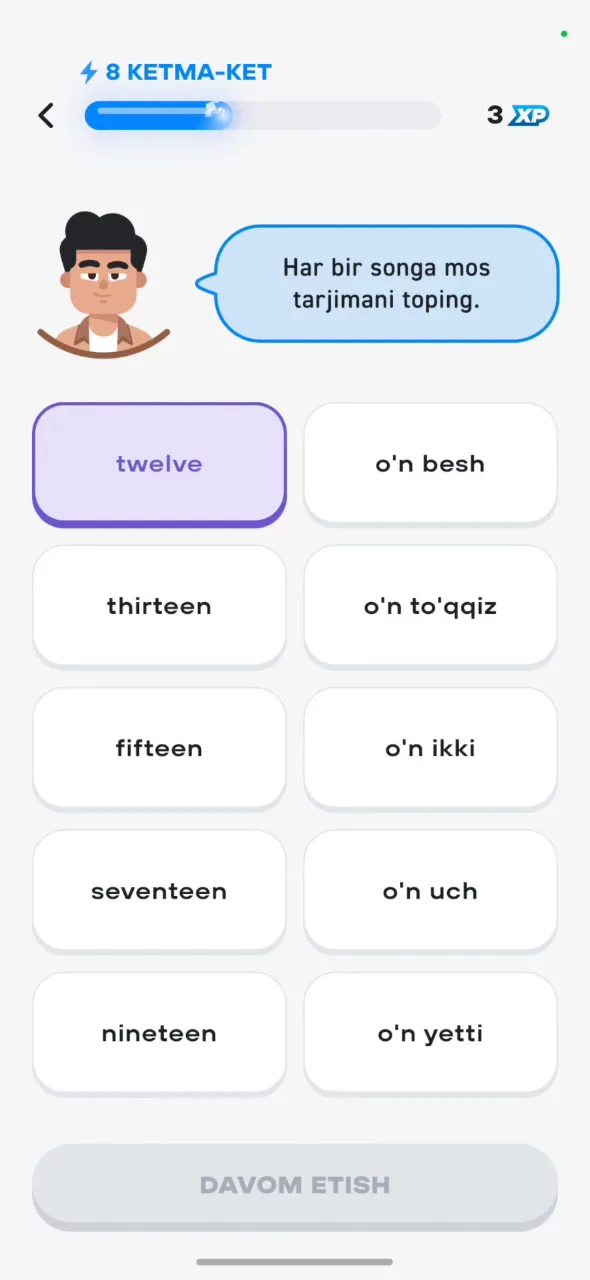 8 KETMA-KET
3 XP
Har bir songa mos
tarjimani toping.
twelve
o'n besh
thirteen
o'n to'qqiz
fifteen
o'n ikki
seventeen
o'n uch
nineteen
o'n yetti
DAVOM ETISH